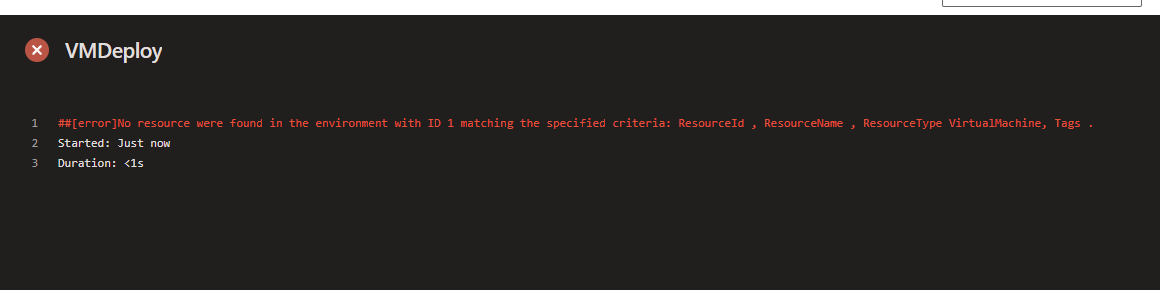 VMDeploy
1 ##[error]No resource were found in the environment with ID 1 matching the specified criteria: ResourceId , ResourceName , ResourceType VirtualMachine, Tags .
2 Started: Just now
3 Duration: <1s